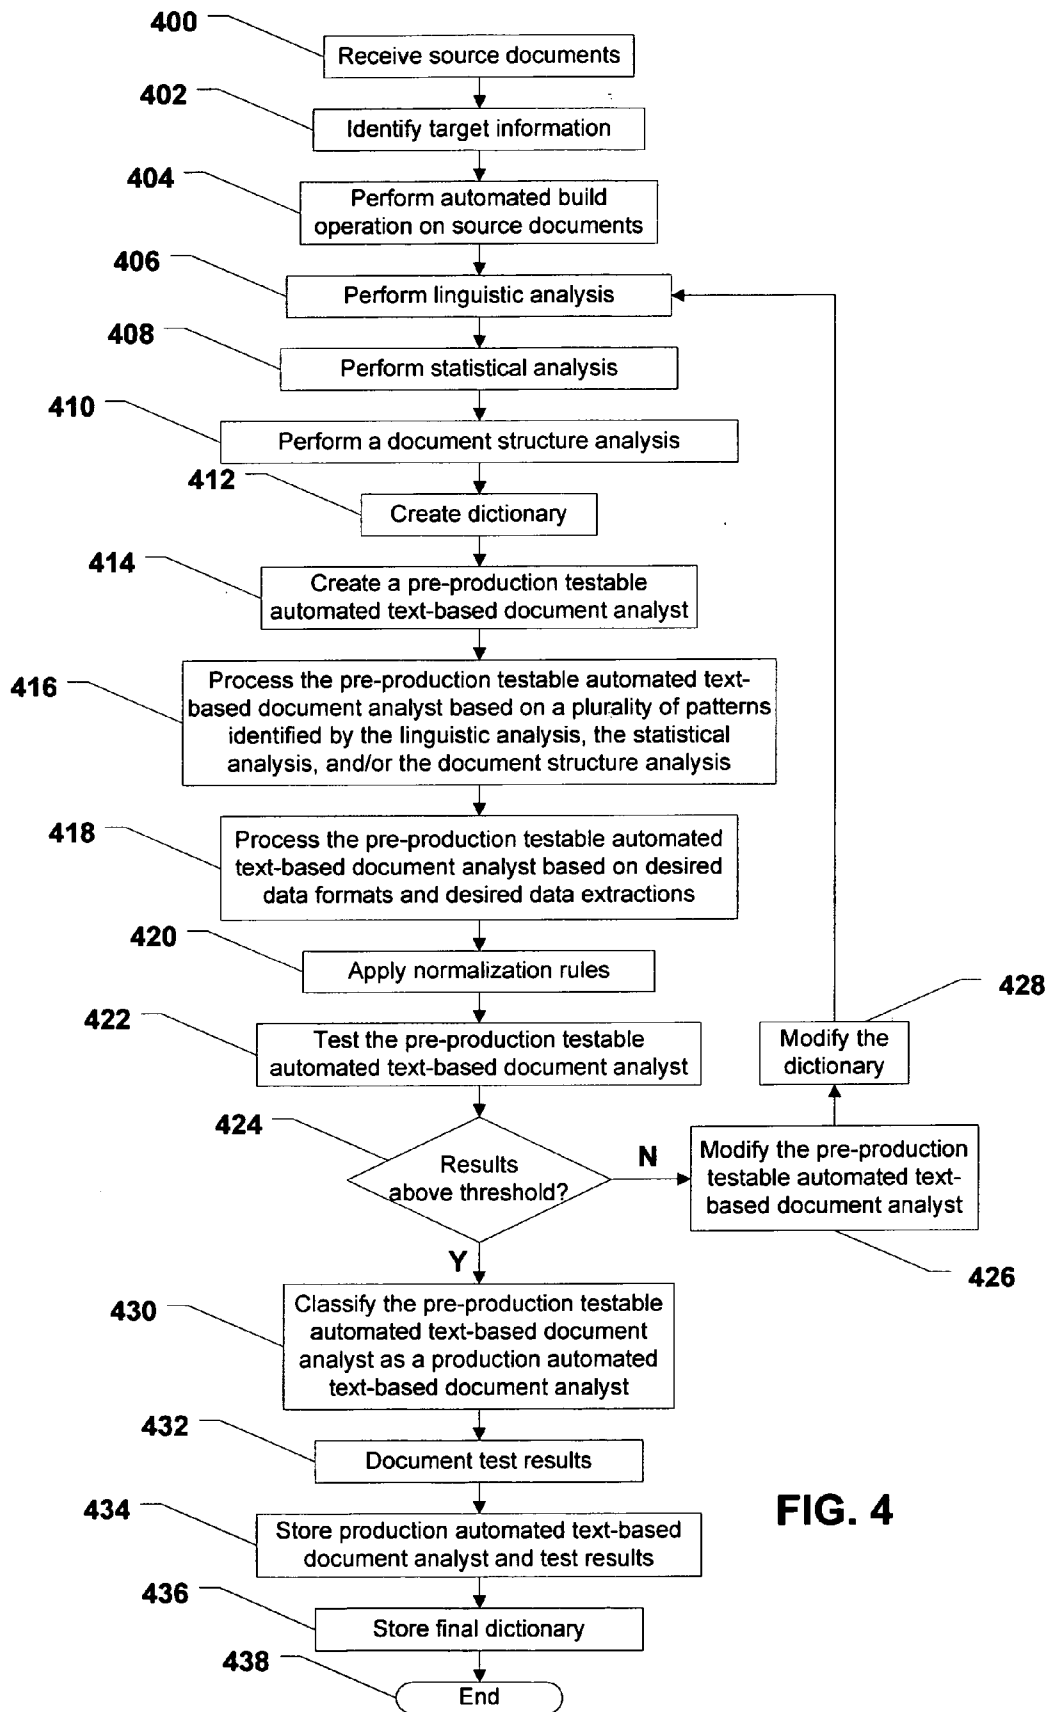 400
Receive source documents
402
Identify target information
404
Perform automated build
operation on source documents
406
Perform linguistic analysis
408
Perform statistical analysis
410
Perform a document structure analysis
412
Create dictionary
414
Create a pre-production testable
automated text-based document analyst
416
Process the pre-production testable automated text-
based document analyst based on a plurality of patterns
identified by the linguistic analysis, the statistical
analysis, and/or the document structure analysis
418
Process the pre-production testable automated
text-based document analyst based on desired
data formats and desired data extractions
420
Apply normalization rules
422
Test the pre-production testable
automated text-based document analyst
424
Results
above threshold?
N
Y
426
Modify the pre-production
testable automated text-
based document analyst
428
Modify the
dictionary
430
Classify the pre-production testable
automated text-based document
analyst as a production automated
text-based document analyst
432
Document test results
434
Store production automated text-based
document analyst and test results
436
Store final dictionary
438
End
FIG. 4